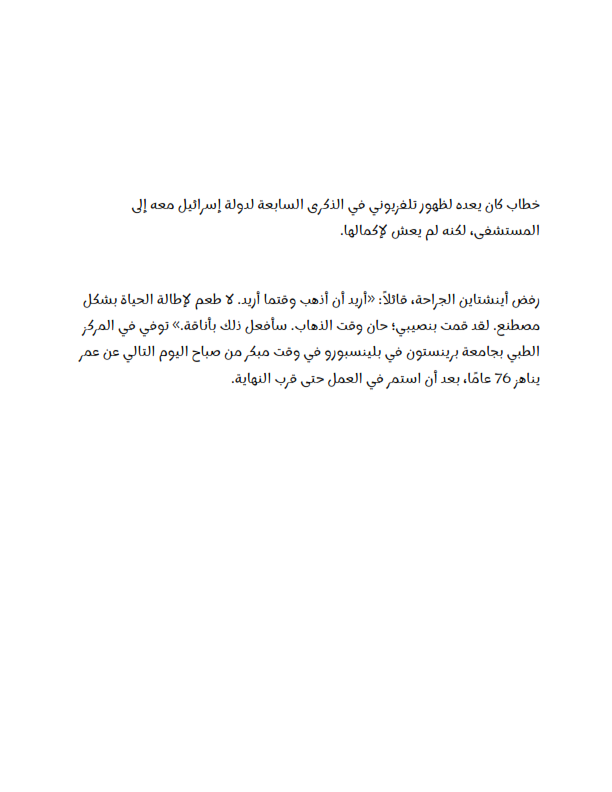 خطاب كان يعده لظهور تلفزيوني في الذكرى السابعة لدولة إسرائيل معه إلى
المستشفى، لكنه لم يعش لإكمالها.
رفض أينشتاين الجراحة، قائلاً: «أريد أن أذهب وقتما أريد. لا طعم لإطالة الحياة بشكل
مصطنع. لقد قمت بنصيبي؛ حان وقت الذهاب. سأفعل ذلك بأناقة.» توفي في المركز
الطبي بجامعة برينستون في بلينسبورو في وقت مبكر من صباح اليوم التالي عن عمر
يناهز 76 عامًا، بعد أن استمر في العمل حتى قرب النهاية.